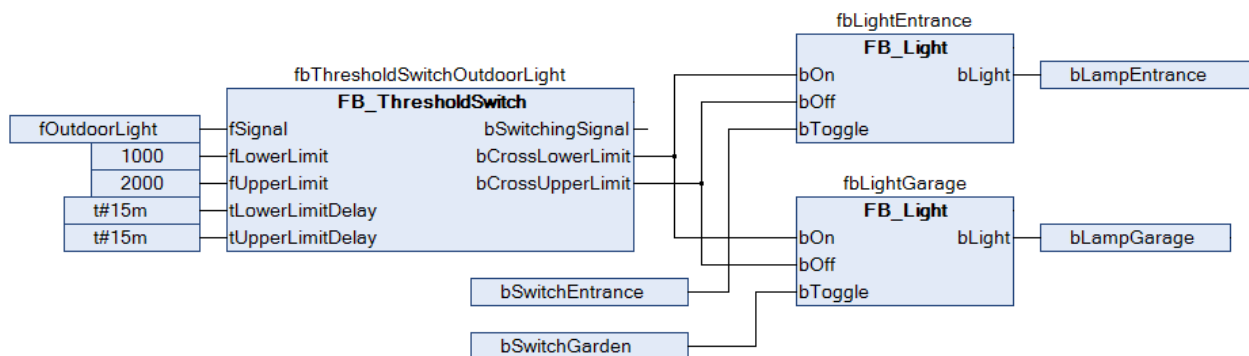 fbLightEntrance
FB_Light
bOn bLight bLampEntrance
bOff
bToggle
fbThresholdSwitchOutdoorLight
FB_ThresholdSwitch
fOutdoorLight fSignal bSwitchingSignal
1000 fLowerLimit bCrossLowerLimit
2000 fUpperLimit bCrossUpperLimit
t#15m tLowerLimitDelay
t#15m tUpperLimitDelay
fbLightGarage
FB_Light
bOn bLight bLampGarage
bOff
bToggle
bSwitchEntrance
bSwitchGarden